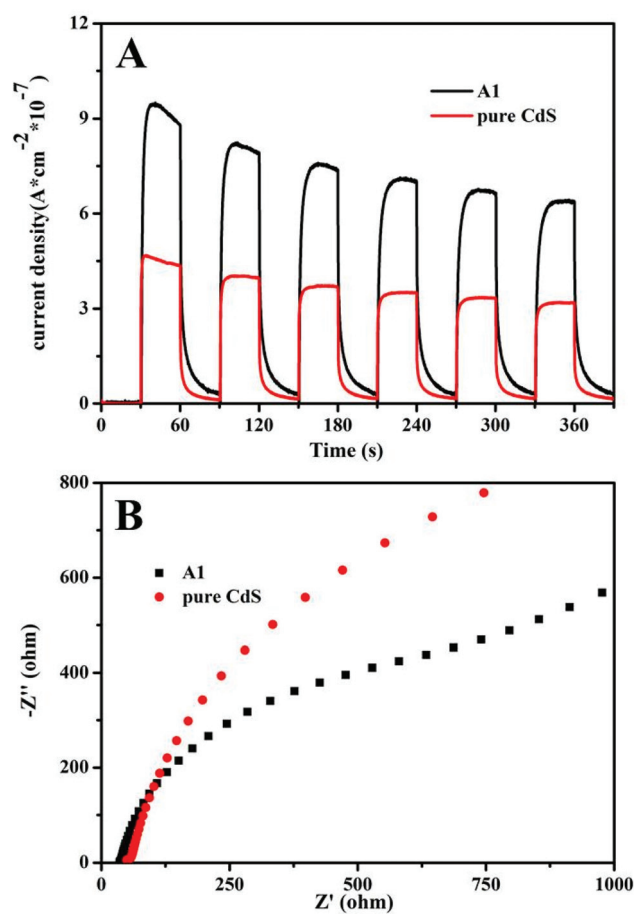 A
A1
pure CdS
current density(A*cm⁻²*10⁻⁷)
12
9
6
3
0
0 60 120 180 240 300 360
Time (s)
B
A1
pure CdS
-Z'' (ohm)
800
600
400
200
0
0 250 500 750 1000
Z' (ohm)